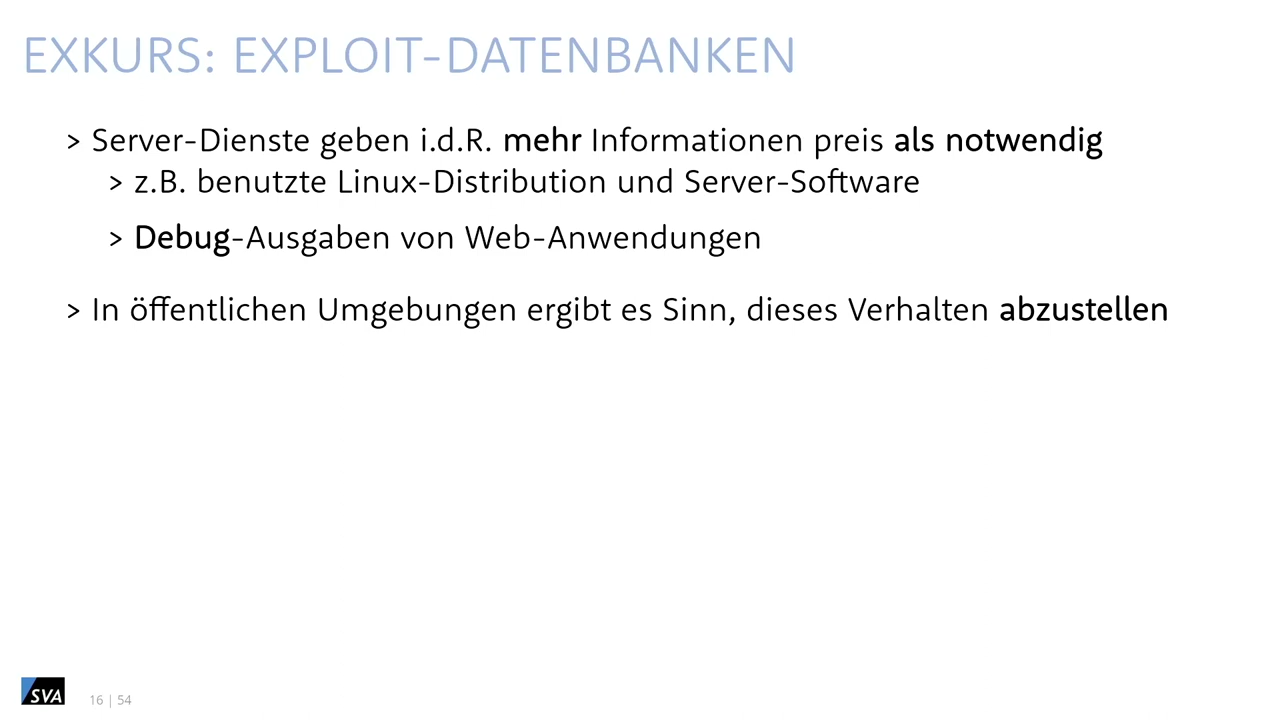 EXKURS: EXPLOIT-DATENBANKEN
> Server-Dienste geben i.d.R. mehr Informationen preis als notwendig
> z.B. benutzte Linux-Distribution und Server-Software
> Debug-Ausgaben von Web-Anwendungen
> In öffentlichen Umgebungen ergibt es Sinn, dieses Verhalten abzustellen
SVA
16 | 54